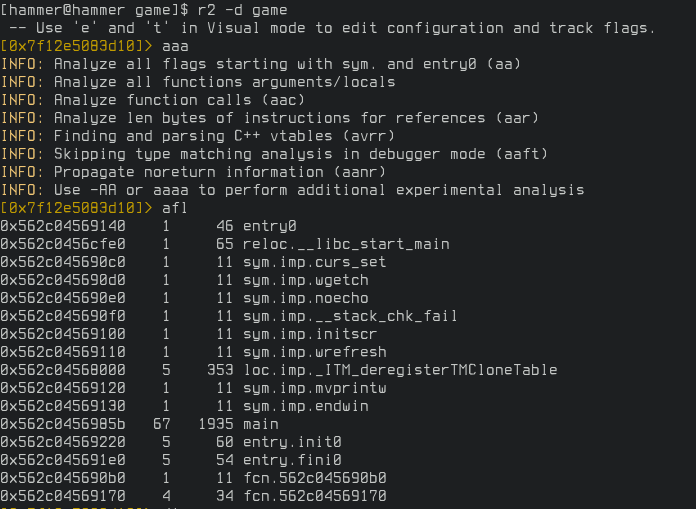 [hammer@hammer game]$ r2 -d game
 -- Use 'e' and 't' in Visual mode to edit configuration and track flags.
[0x7f12e5083d10]> aaa
INFO: Analyze all flags starting with sym. and entry0 (aa)
INFO: Analyze all functions arguments/locals
INFO: Analyze function calls (aac)
INFO: Analyze len bytes of instructions for references (aar)
INFO: Finding and parsing C++ vtables (avrr)
INFO: Skipping type matching analysis in debugger mode (aaft)
INFO: Propagate noreturn information (aanr)
INFO: Use -AA or aaaa to perform additional experimental analysis
[0x7f12e5083d10]> afl
0x562c04569140    1     46 entry0
0x562c0456cfe0    1     65 reloc.__libc_start_main
0x562c045690c0    1     11 sym.imp.curs_set
0x562c045690d0    1     11 sym.imp.wgetch
0x562c045690e0    1     11 sym.imp.noecho
0x562c045690f0    1     11 sym.imp.__stack_chk_fail
0x562c04569100    1     11 sym.imp.initscr
0x562c04569110    1     11 sym.imp.wrefresh
0x562c04568000    5    353 loc.imp._ITM_deregisterTMCloneTable
0x562c04569120    1     11 sym.imp.mvprintw
0x562c04569130    1     11 sym.imp.endwin
0x562c0456985b   67   1935 main
0x562c04569220    5     60 entry.init0
0x562c045691e0    5     54 entry.fini0
0x562c045690b0    1     11 fcn.562c045690b0
0x562c04569170    4     34 fcn.562c04569170